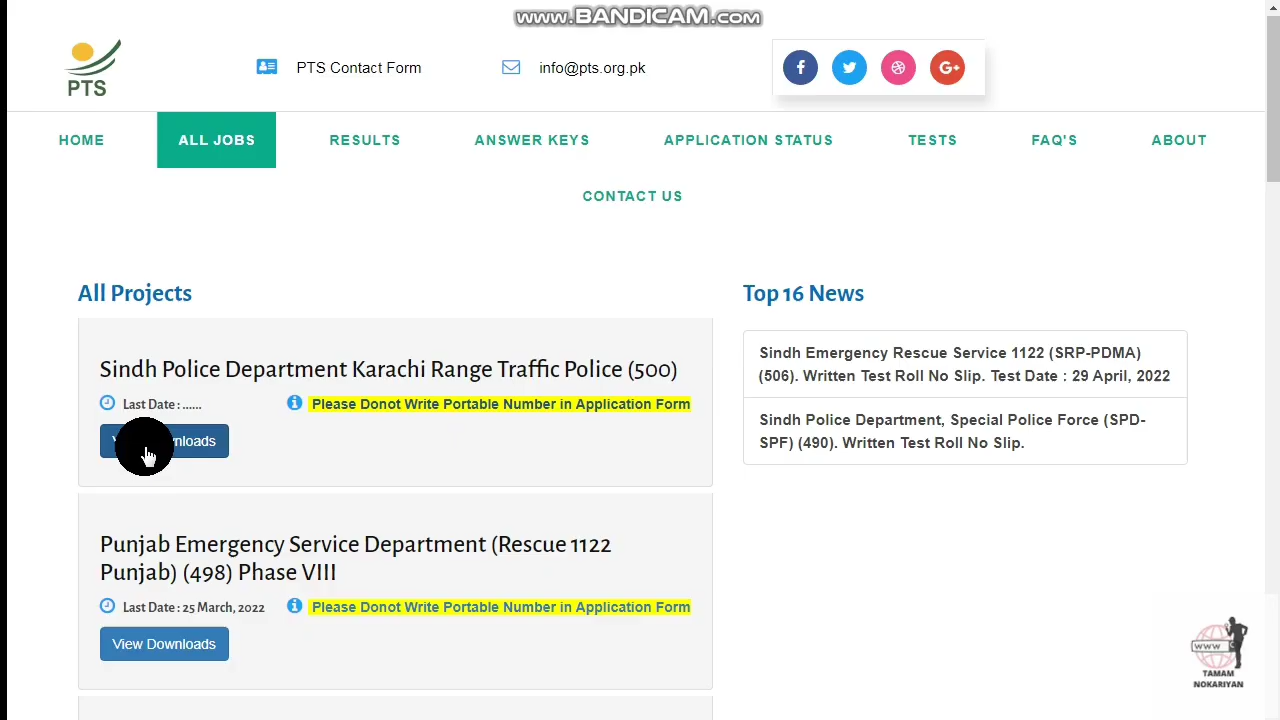 www.BANDICAM.com
PTS
PTS Contact Form
info@pts.org.pk
HOME
ALL JOBS
RESULTS
ANSWER KEYS
APPLICATION STATUS
TESTS
FAQ'S
ABOUT
CONTACT US
All Projects
Sindh Police Department Karachi Range Traffic Police (500)
Last Date : ......
Please Donot Write Portable Number in Application Form
Punjab Emergency Service Department (Rescue 1122
Punjab) (498) Phase VIII
Last Date : 25 March, 2022
Please Donot Write Portable Number in Application Form
View Downloads
Top 16 News
Sindh Emergency Rescue Service 1122 (SRP-PDMA)
(506). Written Test Roll No Slip. Test Date : 29 April, 2022
Sindh Police Department, Special Police Force (SPD-
SPF) (490). Written Test Roll No Slip.
WWW
TAMAM
NOKARIYAN